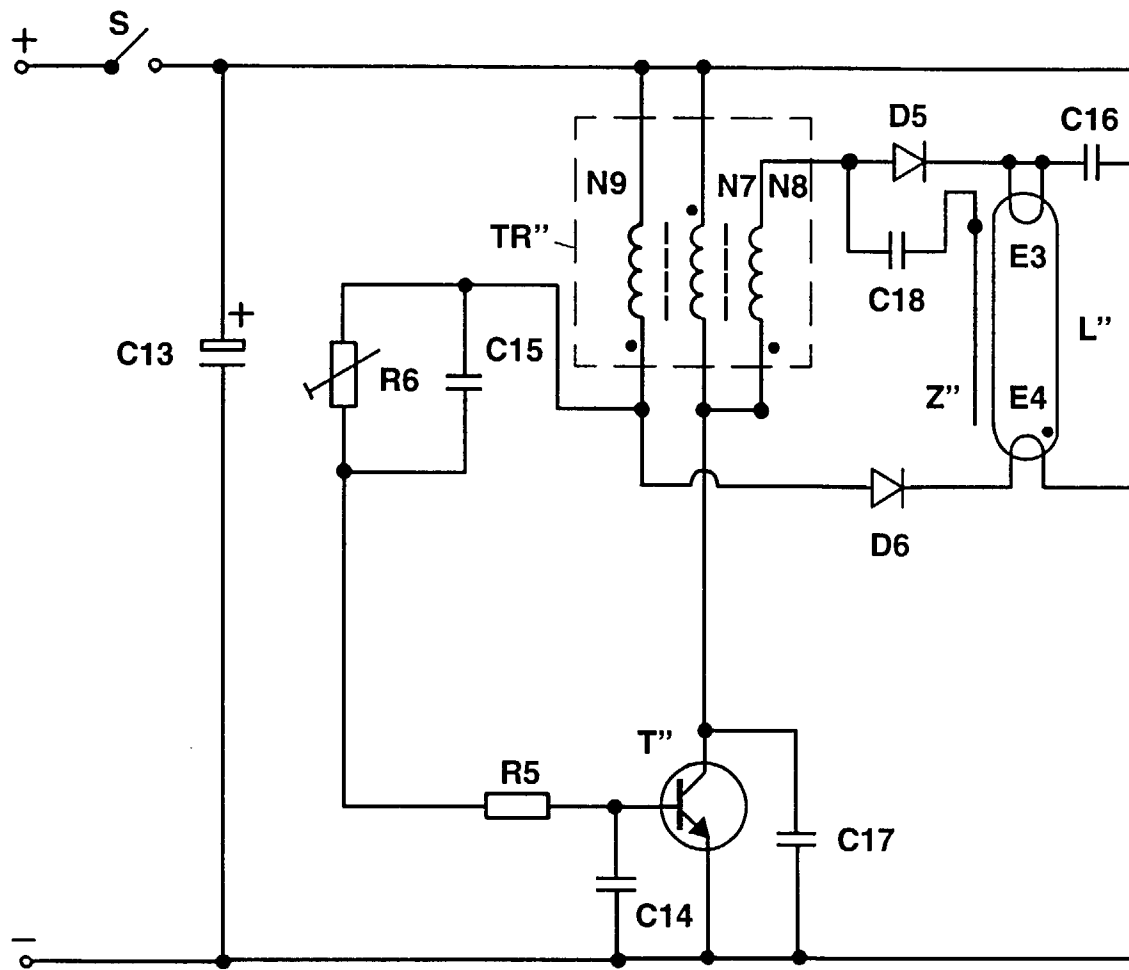 S
+
D5
C16
N9
N7
N8
TR”
E3
C18
+
C13
R6
C15
L”
Z”
E4
D6
T”
R5
C17
C14
−